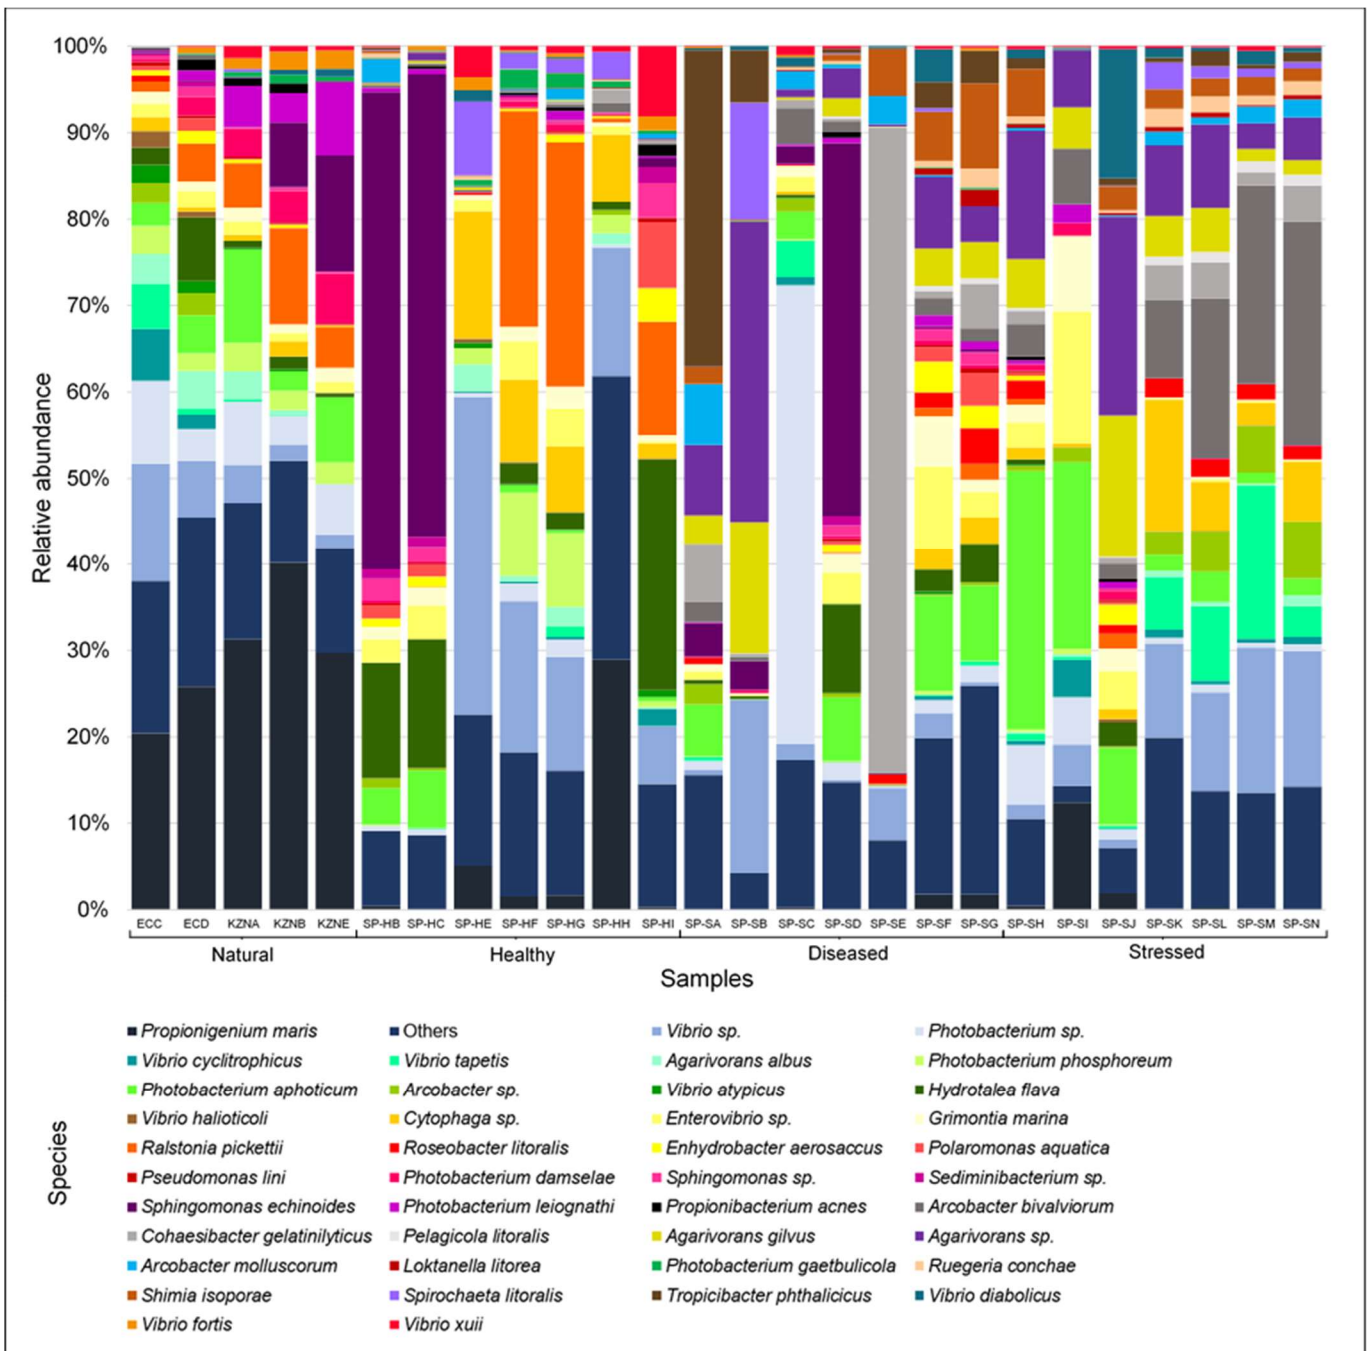 100%
90%
80%
70%
60%
50%
40%
30%
20%
10%
0%
Relative abundance
ECC ECD KZNA KZNB KZNE SP-HB SP-HC SP-HE SP-HF SP-HG SP-HH SP-HI SP-SA SP-SB SP-SC SP-SD SP-SE SP-SF SP-SG SP-SH SP-SI SP-SJ SP-SK SP-SL SP-SM SP-SN
Natural Healthy Diseased Stressed
Samples
Species
Propionigenium maris Others Vibrio sp. Photobacterium sp.
Vibrio cyclitrophicus Vibrio tapetis Agarivorans albus Photobacterium phosphoreum
Photobacterium aphoticum Arcobacter sp. Vibrio atypicus Hydrotalea flava
Vibrio halioticoli Cytophaga sp. Enterovibrio sp. Grimontia marina
Ralstonia pickettii Roseobacter litoralis Enhydrobacter aerosaccus Polaromonas aquatica
Pseudomonas lini Photobacterium damselae Sphingomonas sp. Sediminibacterium sp.
Sphingomonas echinoides Photobacterium leiognathi Propionibacterium acnes Arcobacter bivalviorum
Cohaesibacter gelatinilyticus Pelagicola litoralis Agarivorans gilvus Agarivorans sp.
Arcobacter molluscorum Loktanella litorea Photobacterium gaetbulicola Ruegeria conchae
Shimia isoporae Spirochaeta litoralis Tropicibacter phthalicicus Vibrio diabolicus
Vibrio fortis Vibrio xuii